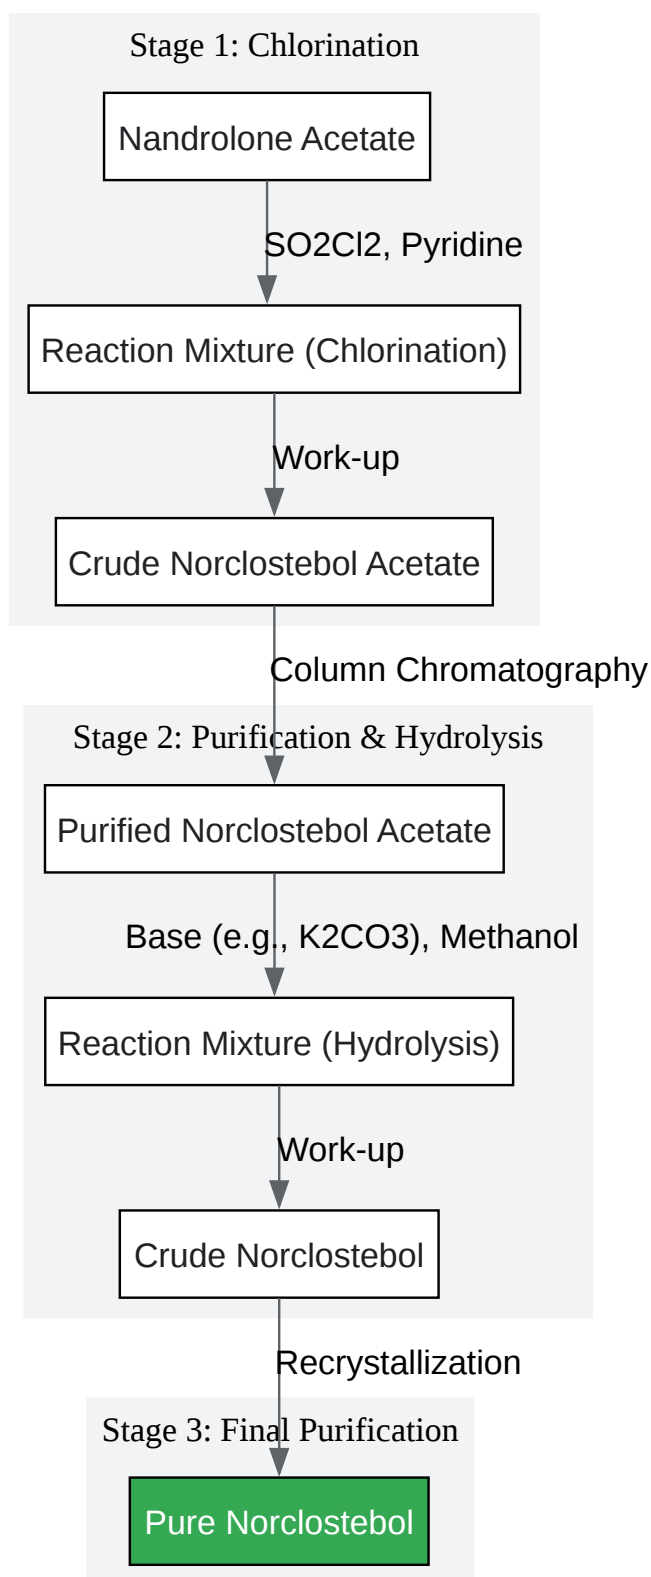 Stage 1: Chlorination
Nandrolone Acetate
SO2Cl2, Pyridine
Reaction Mixture (Chlorination)
Work-up
Crude Norclostebol Acetate
Column Chromatography
Stage 2: Purification & Hydrolysis
Purified Norclostebol Acetate
Base (e.g., K2CO3), Methanol
Reaction Mixture (Hydrolysis)
Work-up
Crude Norclostebol
Recrystallization
Stage 3: Final Purification
Pure Norclostebol